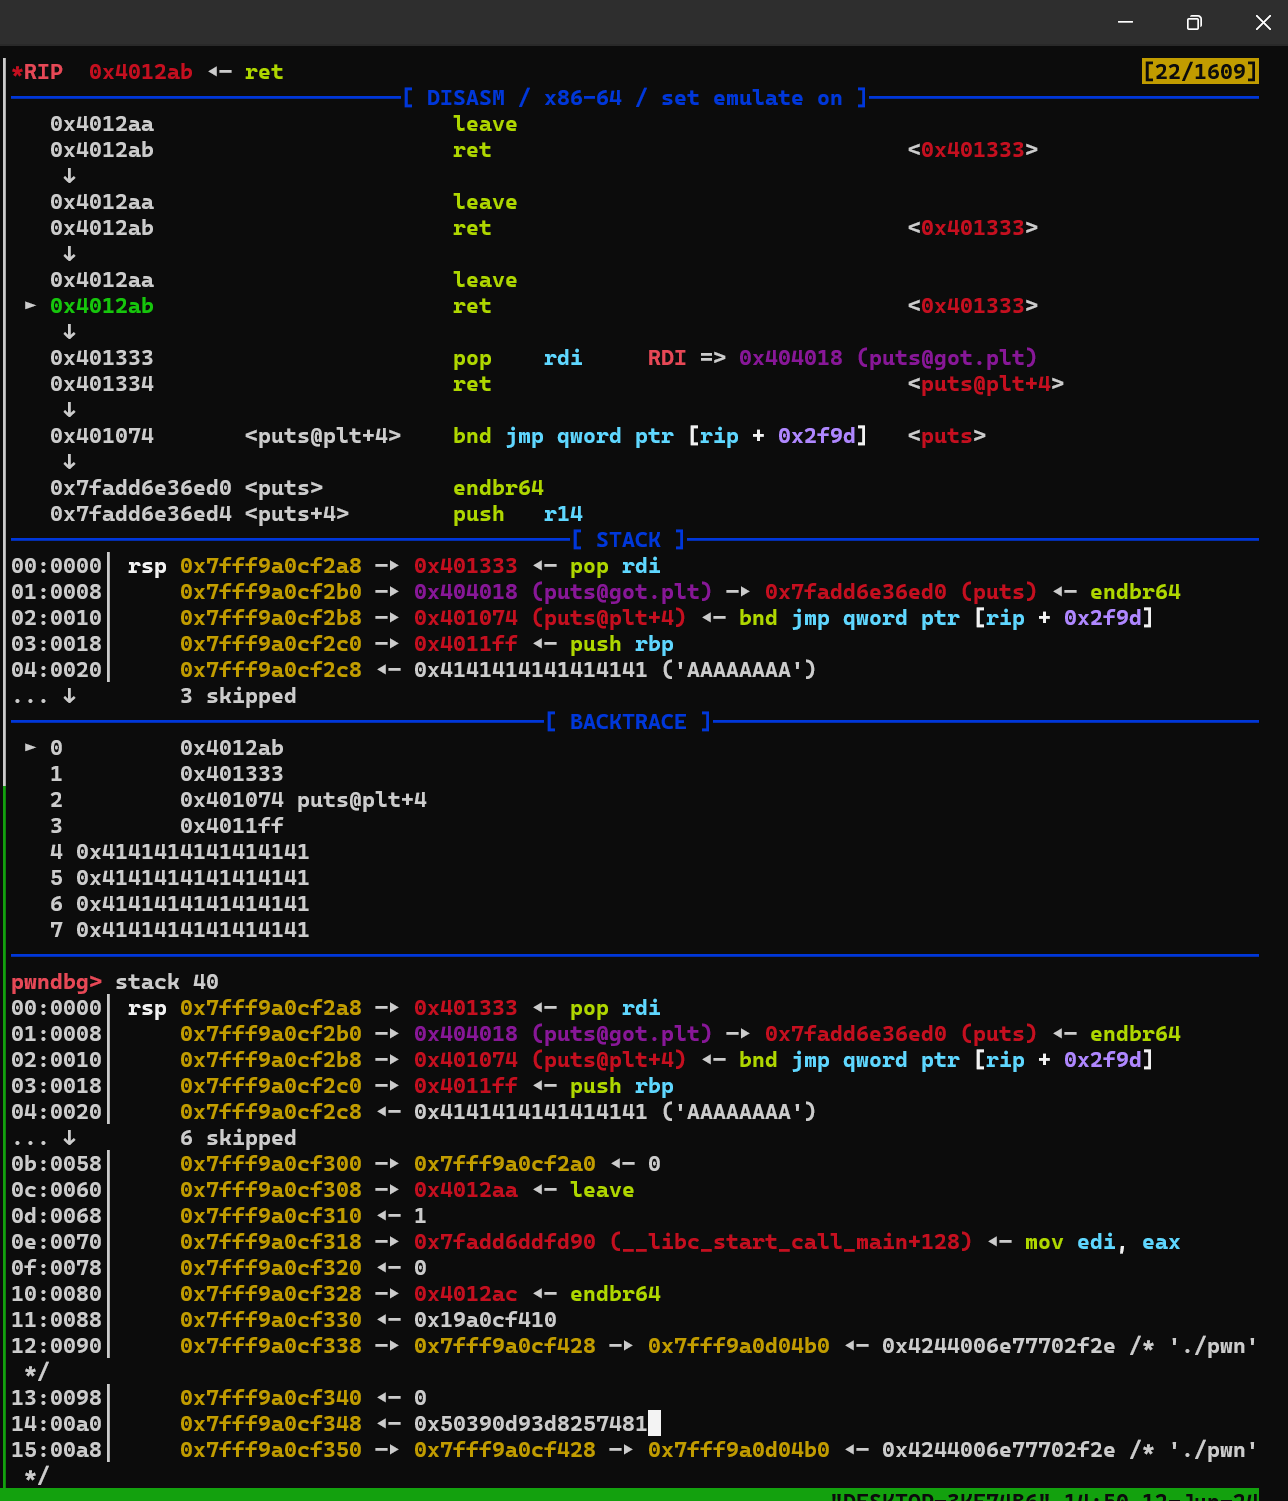 *RIP  0x4012ab ◂— ret [22/1609]
[ DISASM / x86-64 / set emulate on ]
0x4012aa leave
0x4012ab ret <0x401333>
↓
0x4012aa leave
0x4012ab ret <0x401333>
↓
0x4012aa leave
► 0x4012ab ret <0x401333>
↓
0x401333 pop rdi RDI => 0x404018 (puts@got.plt)
0x401334 ret <puts@plt+4>
↓
0x401074 <puts@plt+4> bnd jmp qword ptr [rip + 0x2f9d] <puts>
↓
0x7fadd6e36ed0 <puts> endbr64
0x7fadd6e36ed4 <puts+4> push r14
[ STACK ]
00:0000│ rsp 0x7fff9a0cf2a8 —▸ 0x401333 ◂— pop rdi
01:0008│ 0x7fff9a0cf2b0 —▸ 0x404018 (puts@got.plt) —▸ 0x7fadd6e36ed0 (puts) ◂— endbr64
02:0010│ 0x7fff9a0cf2b8 —▸ 0x401074 (puts@plt+4) ◂— bnd jmp qword ptr [rip + 0x2f9d]
03:0018│ 0x7fff9a0cf2c0 —▸ 0x4011ff ◂— push rbp
04:0020│ 0x7fff9a0cf2c8 ◂— 0x4141414141414141 ('AAAAAAAA')
... ↓ 3 skipped
[ BACKTRACE ]
► 0 0x4012ab
1 0x401333
2 0x401074 puts@plt+4
3 0x4011ff
4 0x4141414141414141
5 0x4141414141414141
6 0x4141414141414141
7 0x4141414141414141
pwndbg> stack 40
00:0000│ rsp 0x7fff9a0cf2a8 —▸ 0x401333 ◂— pop rdi
01:0008│ 0x7fff9a0cf2b0 —▸ 0x404018 (puts@got.plt) —▸ 0x7fadd6e36ed0 (puts) ◂— endbr64
02:0010│ 0x7fff9a0cf2b8 —▸ 0x401074 (puts@plt+4) ◂— bnd jmp qword ptr [rip + 0x2f9d]
03:0018│ 0x7fff9a0cf2c0 —▸ 0x4011ff ◂— push rbp
04:0020│ 0x7fff9a0cf2c8 ◂— 0x4141414141414141 ('AAAAAAAA')
... ↓ 6 skipped
0b:0058│ 0x7fff9a0cf300 —▸ 0x7fff9a0cf2a0 ◂— 0
0c:0060│ 0x7fff9a0cf308 —▸ 0x4012aa ◂— leave
0d:0068│ 0x7fff9a0cf310 ◂— 1
0e:0070│ 0x7fff9a0cf318 —▸ 0x7fadd6ddfd90 (__libc_start_call_main+128) ◂— mov edi, eax
0f:0078│ 0x7fff9a0cf320 ◂— 0
10:0080│ 0x7fff9a0cf328 —▸ 0x4012ac ◂— endbr64
11:0088│ 0x7fff9a0cf330 ◂— 0x19a0cf410
12:0090│ 0x7fff9a0cf338 —▸ 0x7fff9a0cf428 —▸ 0x7fff9a0d04b0 ◂— 0x4244006e77702f2e /* './pwn'
*/
13:0098│ 0x7fff9a0cf340 ◂— 0
14:00a0│ 0x7fff9a0cf348 ◂— 0x50390d93d8257481
15:00a8│ 0x7fff9a0cf350 —▸ 0x7fff9a0cf428 —▸ 0x7fff9a0d04b0 ◂— 0x4244006e77702f2e /* './pwn'
*/
14:50 12-Jun-24